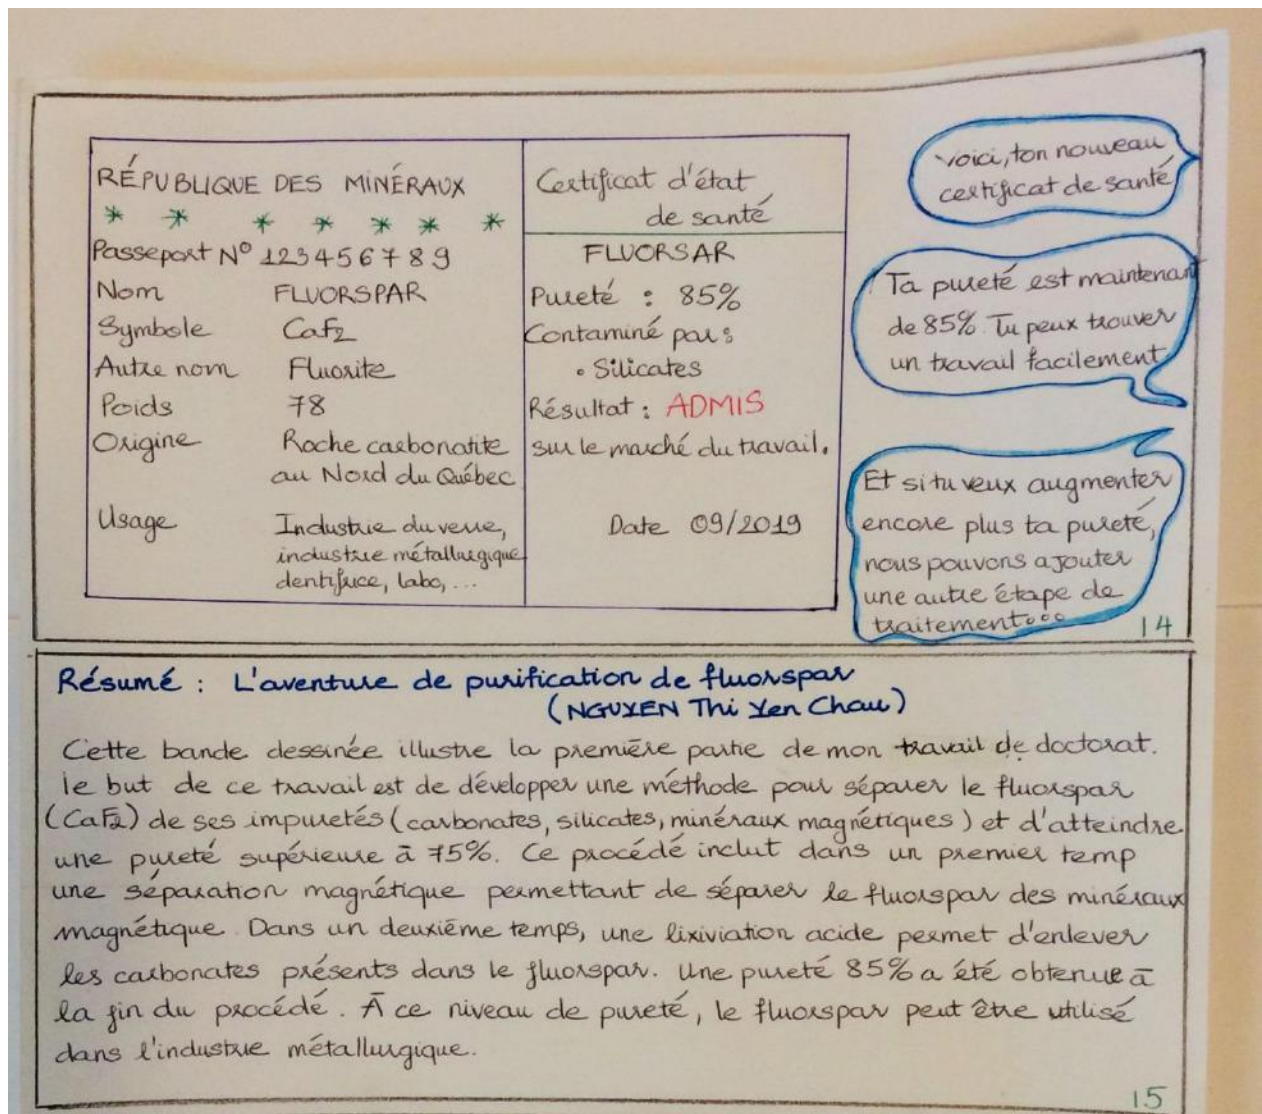 RÉPUBLIQUE DES MINÉRAUX
* * * * * * *
Passeport N° 123456789
Nom FLUORSPAR
Symbole CaF2
Autre nom Fluorite
Poids 78
Origine Roche carbonatite
au Nord du Québec
Usage Industrie du verre,
industrie métallurgique
dentifrice, labo, ...
Certificat d'état
de santé
FLUORSAR
Pureté : 85%
Contaminé par :
• Silicates
Résultat : ADMIS
sur le marché du travail.
Date 09/2019
Voici, ton nouveau
certificat de santé
Ta pureté est maintenant
de 85%. Tu peux trouver
un travail facilement
Et si tu veux augmenter
encore plus ta pureté,
nous pouvons ajouter
une autre étape de
traitement...
14
Résumé : L'aventure de purification de fluorspar
(NGUYEN Thi Yen Chau)
Cette bande dessinée illustre la première partie de mon travail de doctorat.
le but de ce travail est de développer une méthode pour séparer le fluorspar
(CaF2) de ses impuretés (carbonates, silicates, minéraux magnétiques) et d'atteindre
une pureté supérieure à 75%. Ce procédé inclut dans un premier temp
une séparation magnétique permettant de séparer le fluorspar des minéraux
magnétique. Dans un deuxième temps, une lixiviation acide permet d'enlever
les carbonates présents dans le fluorspar. Une pureté 85% a été obtenue à
la fin du procédé. À ce niveau de pureté, le fluorspar peut être utilisé
dans l'industrie métallurgique.
15